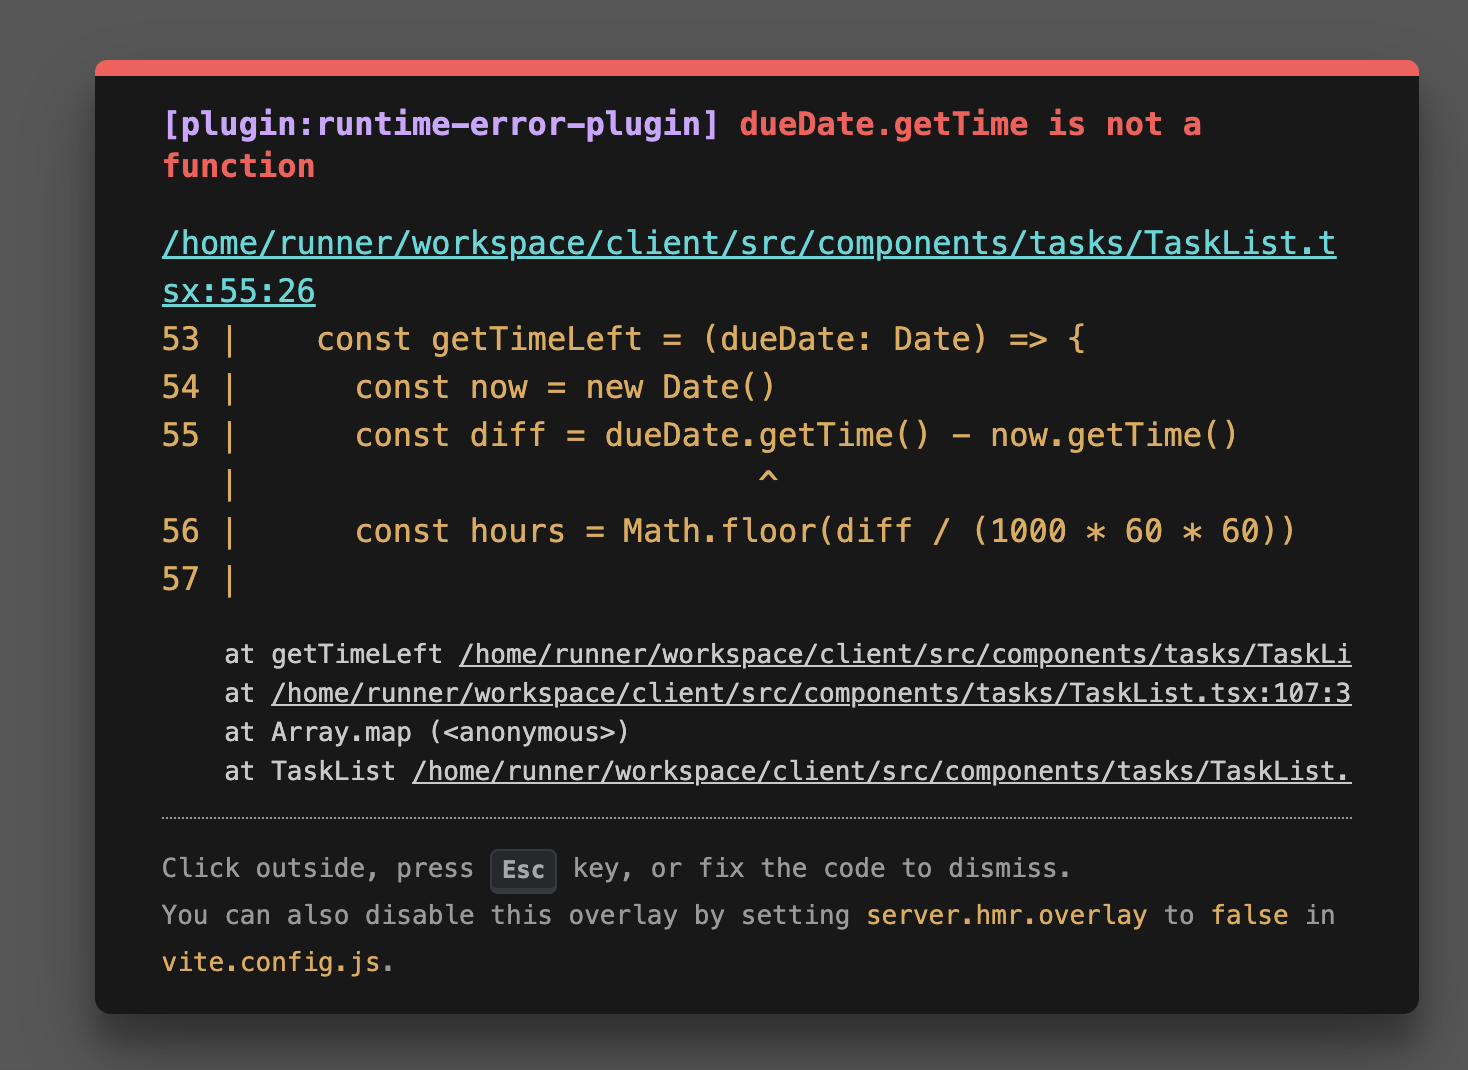 [plugin:runtime-error-plugin] dueDate.getTime is not a
function
/home/runner/workspace/client/src/components/tasks/TaskList.t
sx:55:26
53 |    const getTimeLeft = (dueDate: Date) => {
54 |      const now = new Date()
55 |      const diff = dueDate.getTime() - now.getTime()
   |                           ^
56 |      const hours = Math.floor(diff / (1000 * 60 * 60))
57 |
at getTimeLeft /home/runner/workspace/client/src/components/tasks/TaskLi
at /home/runner/workspace/client/src/components/tasks/TaskList.tsx:107:3
at Array.map (<anonymous>)
at TaskList /home/runner/workspace/client/src/components/tasks/TaskList.
Click outside, press Esc key, or fix the code to dismiss.
You can also disable this overlay by setting server.hmr.overlay to false in
vite.config.js.